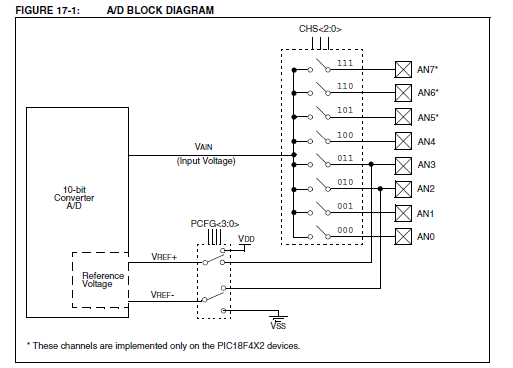 FIGURE 17-1: A/D BLOCK DIAGRAM
CHS<2:0>
111 AN7*
110 AN6*
101 AN5*
100 AN4
VAIN
(Input Voltage)
011 AN3
010 AN2
10-bit
Converter
A/D
001 AN1
PCFG<3:0>
000 AN0
VDD
VREF+
Reference
Voltage
VREF-
VSS
* These channels are implemented only on the PIC18F4X2 devices.